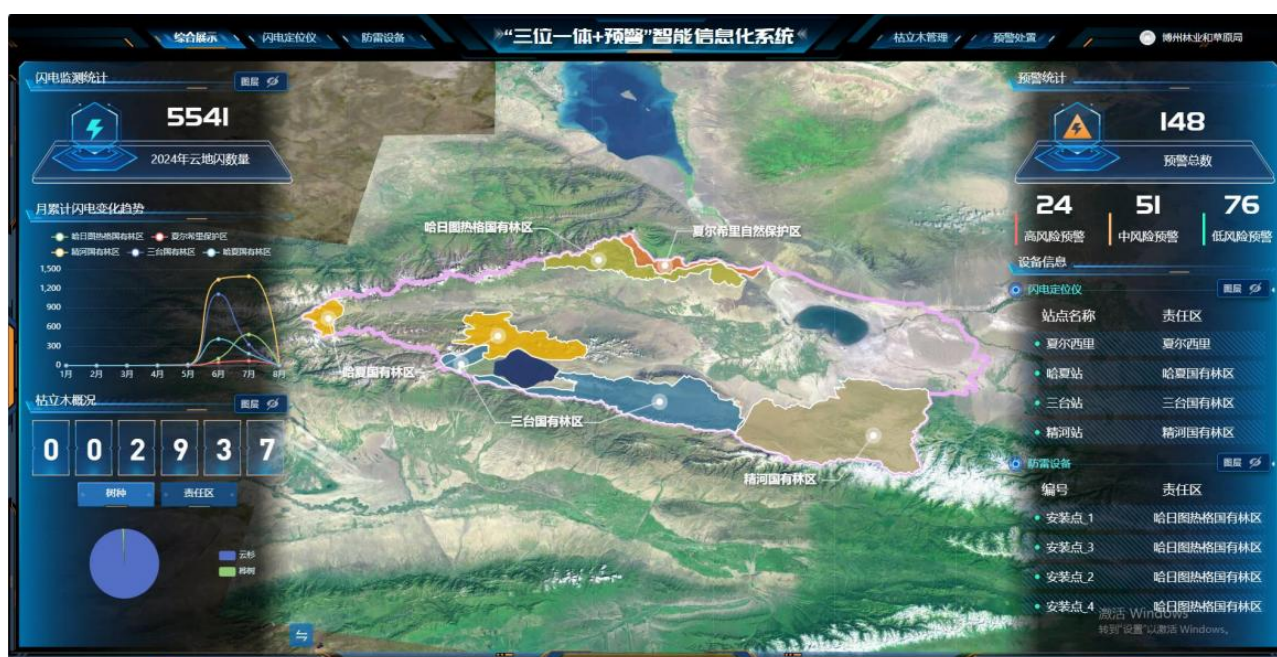 综合展示
闪电定位仪
防雷设备
“三位一体+预警”智能信息化系统
枯立木管理
预警处置
博州林业和草原局
闪电监测统计
图层
5541
2024年云地闪数量
月累计闪电变化趋势
哈日图热格国有林区
夏尔希里保护区
精河国有林区
三台国有林区
哈夏国有林区
1,500
1,200
900
600
300
0
1月 2月 3月 4月 5月 6月 7月 8月
枯立木概况
图层
0 0 2 9 3 7
树种
责任区
云杉
哈日图热格国有林区
夏尔希里自然保护区
哈夏国有林区
三台国有林区
精河国有林区
预警统计
148
预警总数
24 51 76
高风险预警 中风险预警 低风险预警
设备信息
闪电定位仪
图层
站点名称 责任区
夏尔西里 夏尔西里
哈夏站 哈夏国有林区
三台站 三台国有林区
精河站 精河国有林区
防雷设备
图层
编号 责任区
安装点_1 哈日图热格国有林区
安装点_3 哈日图热格国有林区
安装点_2 哈日图热格国有林区
安装点_4 哈日图热格国有林区
激活 Windows
转到“设置”以激活 Windows。